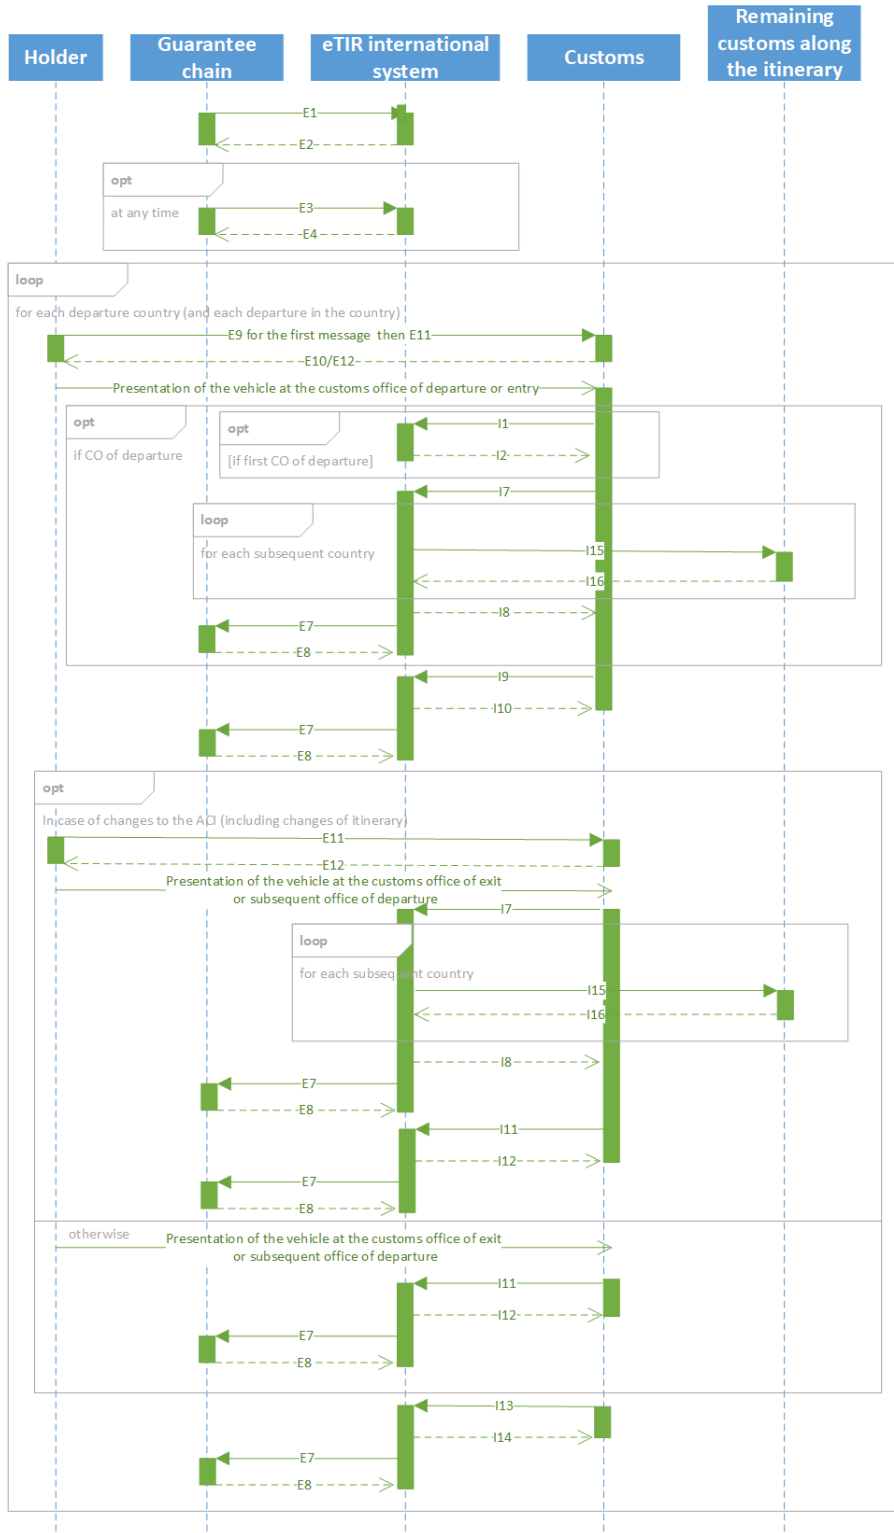 Holder
Guarantee
chain
eTIR international
system
Customs
Remaining
customs along
the itinerary
E1
E2
opt
at any time
E3
E4
loop
for each departure country (and each departure in the country)
E9 for the first message then E11
E10/E12
Presentation of the vehicle at the customs office of departure or entry
opt
if CO of departure
opt
[if first CO of departure]
I1
I2
I7
loop
for each subsequent country
I15
I16
I8
E7
E8
I9
I10
E7
E8
opt
In case of changes to the ACI (including changes of itinerary)
E11
E12
Presentation of the vehicle at the customs office of exit
or subsequent office of departure
I7
loop
for each subsequent country
I15
I16
I8
E7
E8
I11
I12
E7
E8
otherwise
Presentation of the vehicle at the customs office of exit
or subsequent office of departure
I11
I12
E7
E8
I13
I14
E7
E8